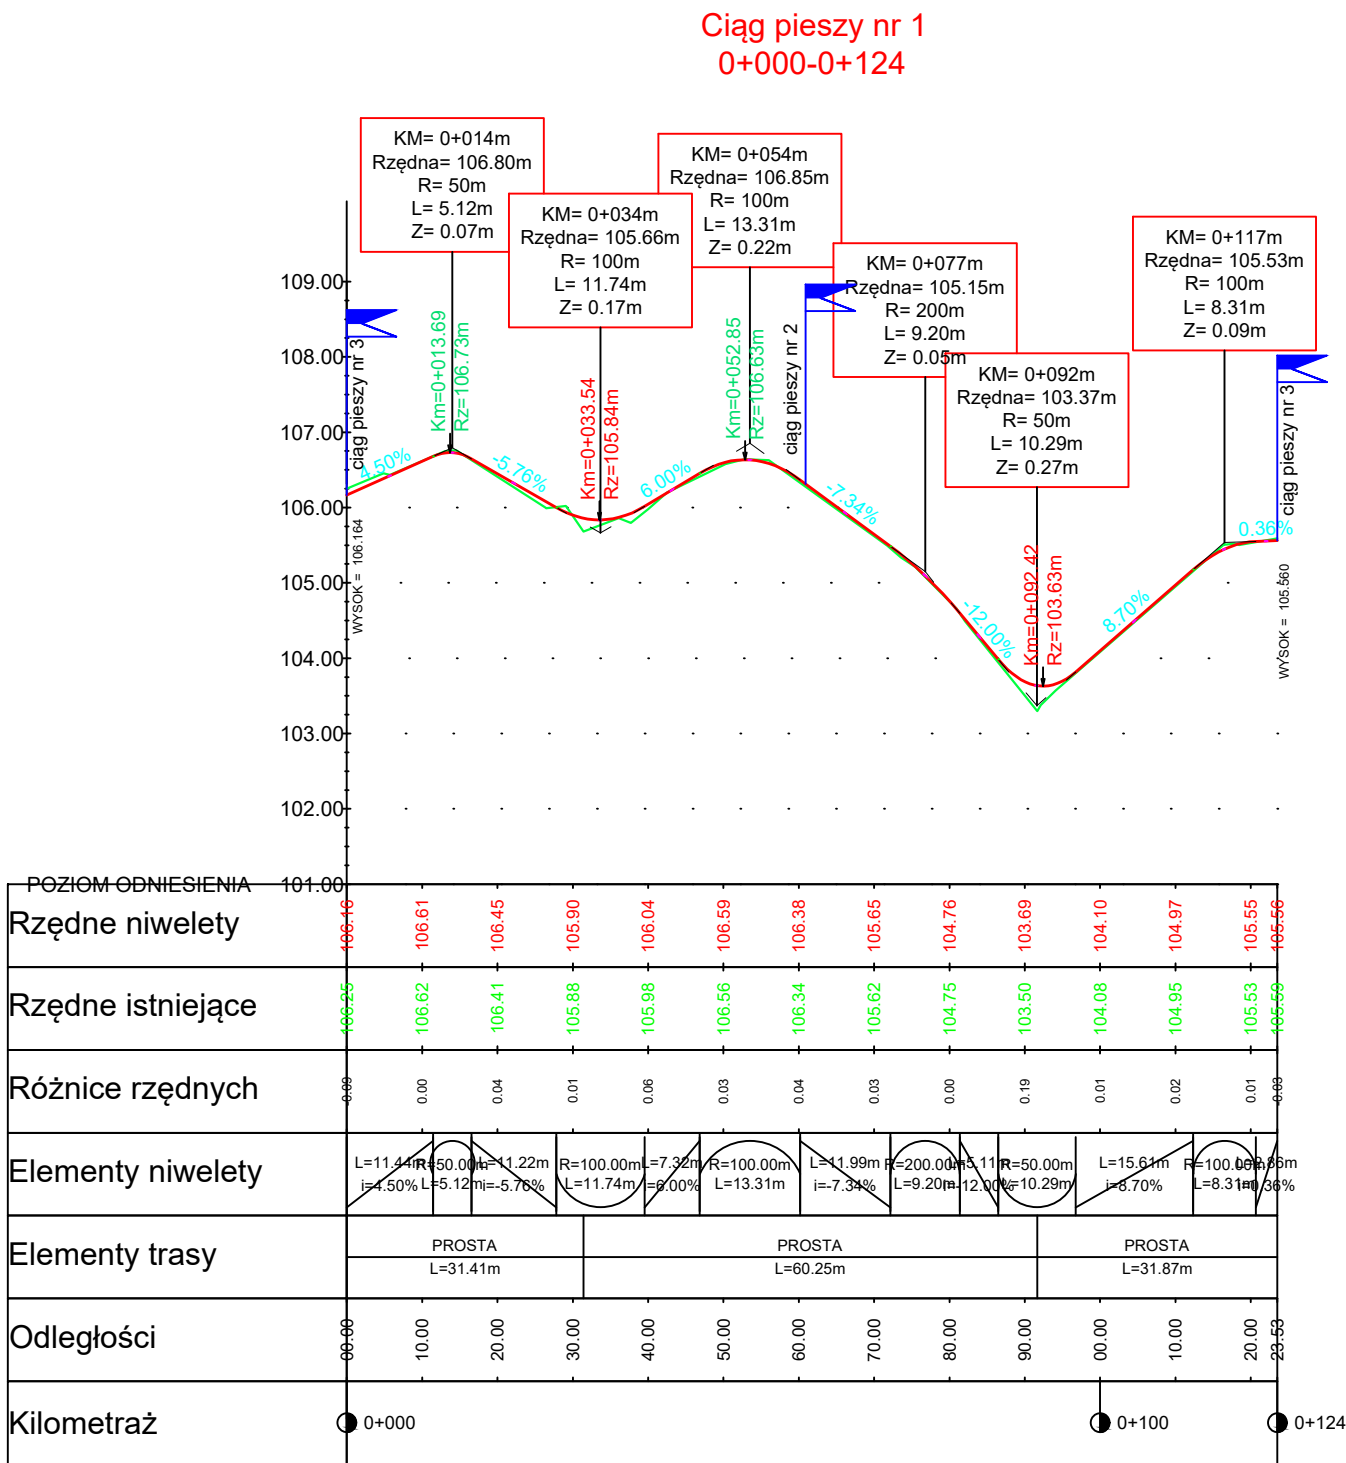 Ciąg pieszy nr 1
0+000-0+124
KM= 0+014m
Rzędna= 106.80m
R= 50m
L= 5.12m
Z= 0.07m
KM= 0+034m
Rzędna= 105.66m
R= 100m
L= 11.74m
Z= 0.17m
KM= 0+054m
Rzędna= 106.85m
R= 100m
L= 13.31m
Z= 0.22m
KM= 0+077m
Rzędna= 105.15m
R= 200m
L= 9.20m
Z= 0.05m
KM= 0+092m
Rzędna= 103.37m
R= 50m
L= 10.29m
Z= 0.27m
KM= 0+117m
Rzędna= 105.53m
R= 100m
L= 8.31m
Z= 0.09m
109.00
108.00
107.00
106.00
105.00
104.00
103.00
102.00
101.00
ciąg pieszy nr 3
WYSOK = 106.164
4.50%
Km=0+013.69
Rz=106.73m
-5.76%
Km=0+033.54
Rz=105.84m
6.00%
Km=0+052.85
Rz=106.63m
ciąg pieszy nr 2
-7.34%
-12.00%
Km=0+092.42
Rz=103.63m
8.70%
0.36%
ciąg pieszy nr 3
WYSOK = 105.560
POZIOM ODNIESIENIA
Rzędne niwelety
106.16 106.61 106.45 105.90 106.04 106.59 106.38 105.65 104.76 103.69 104.10 104.97 105.55 105.56
Rzędne istniejące
106.25 106.62 106.41 105.88 105.98 106.56 106.34 105.62 104.75 103.50 104.08 104.95 105.53 105.59
Różnice rzędnych
-0.09 0.00 0.04 0.01 0.06 0.03 0.04 0.03 0.00 0.19 0.01 0.02 0.01 -0.03
Elementy niwelety
L=11.44m R=50.00m L=11.22m R=100.00m L=7.32m R=100.00m L=11.99m R=200.00m L=5.11m R=50.00m L=15.61m R=100.00m L=2.86m
i=4.50% L=5.12m i=-5.76% L=11.74m i=6.00% L=13.31m i=-7.34% L=9.20m i=-12.00% L=10.29m i=8.70% L=8.31m i=0.36%
Elementy trasy
PROSTA PROSTA PROSTA
L=31.41m L=60.25m L=31.87m
Odległości
00.00 10.00 20.00 30.00 40.00 50.00 60.00 70.00 80.00 90.00 00.00 10.00 20.00 23.53
Kilometraż
0+000 0+100 0+124